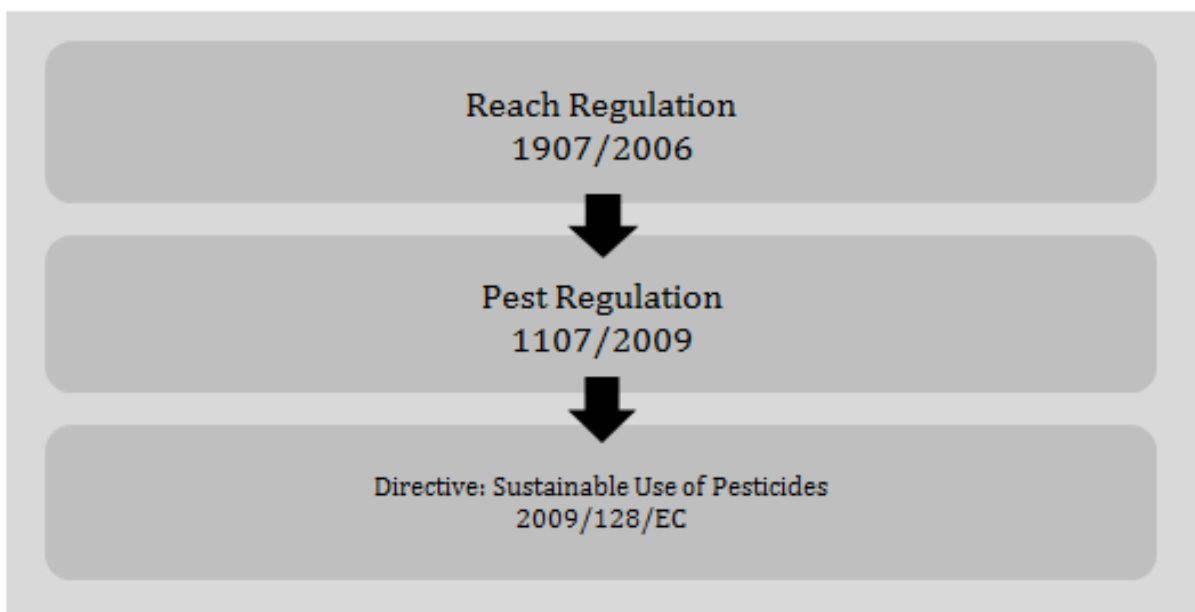 Reach Regulation
1907/2006
Pest Regulation
1107/2009
Directive: Sustainable Use of Pesticides
2009/128/EC